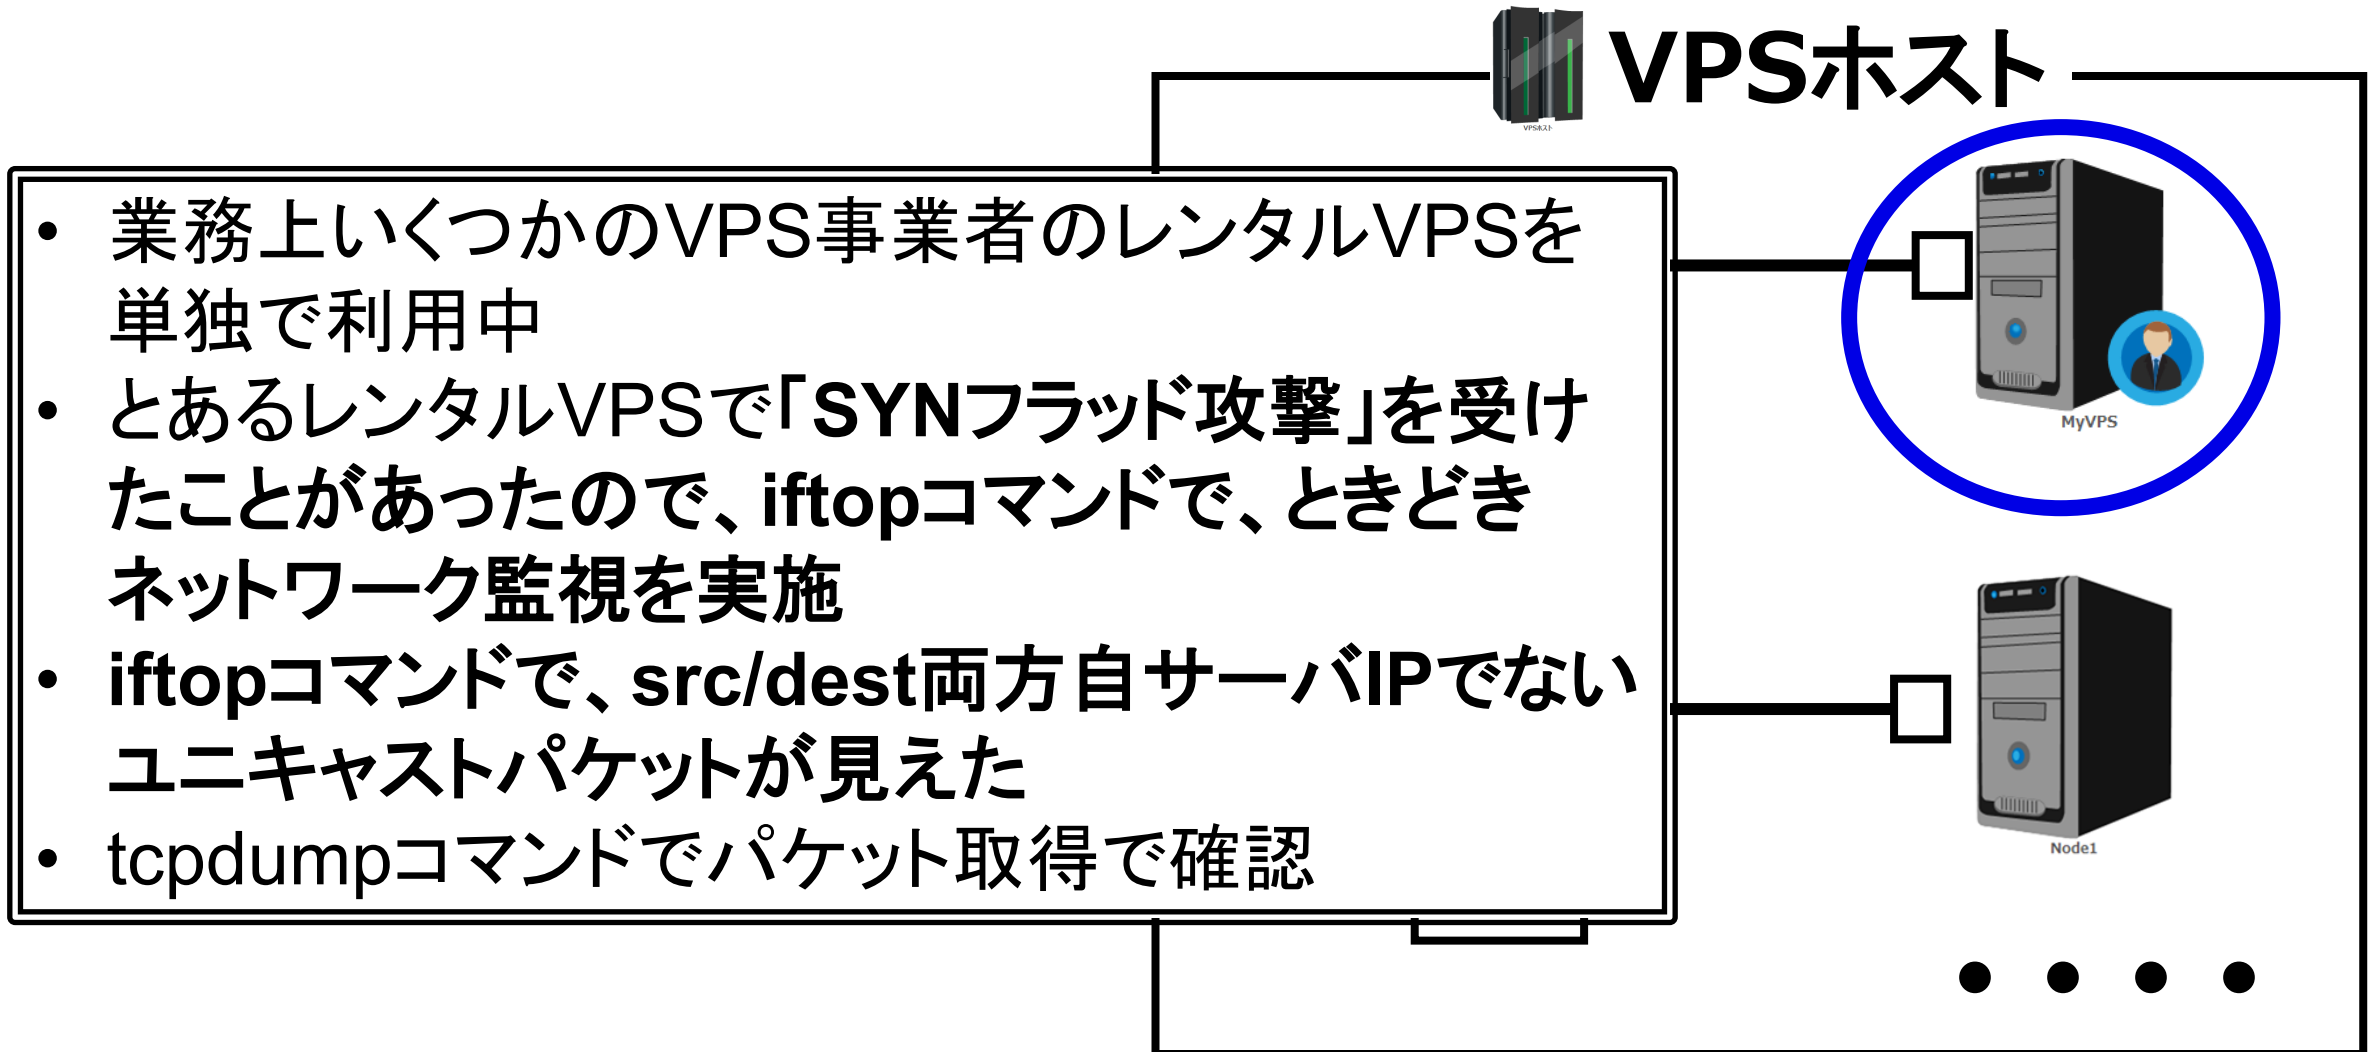 VPSホスト
VPSホスト
• 業務上いくつかのVPS事業者のレンタルVPSを
単独で利用中
• とあるレンタルVPSで「SYNフラッド攻撃」を受け
たことがあったので、iftopコマンドで、ときどき
ネットワーク監視を実施
• iftopコマンドで、src/dest両方自サーバIPでない
ユニキャストパケットが見えた
• tcpdumpコマンドでパケット取得で確認
MyVPS
Node1